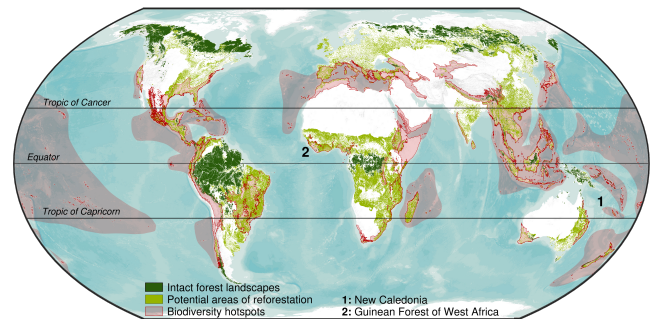 Tropic of Cancer
2
Equator
1
Tropic of Capricorn
Intact forest landscapes
Potential areas of reforestation
Biodiversity hotspots
1: New Caledonia
2: Guinean Forest of West Africa